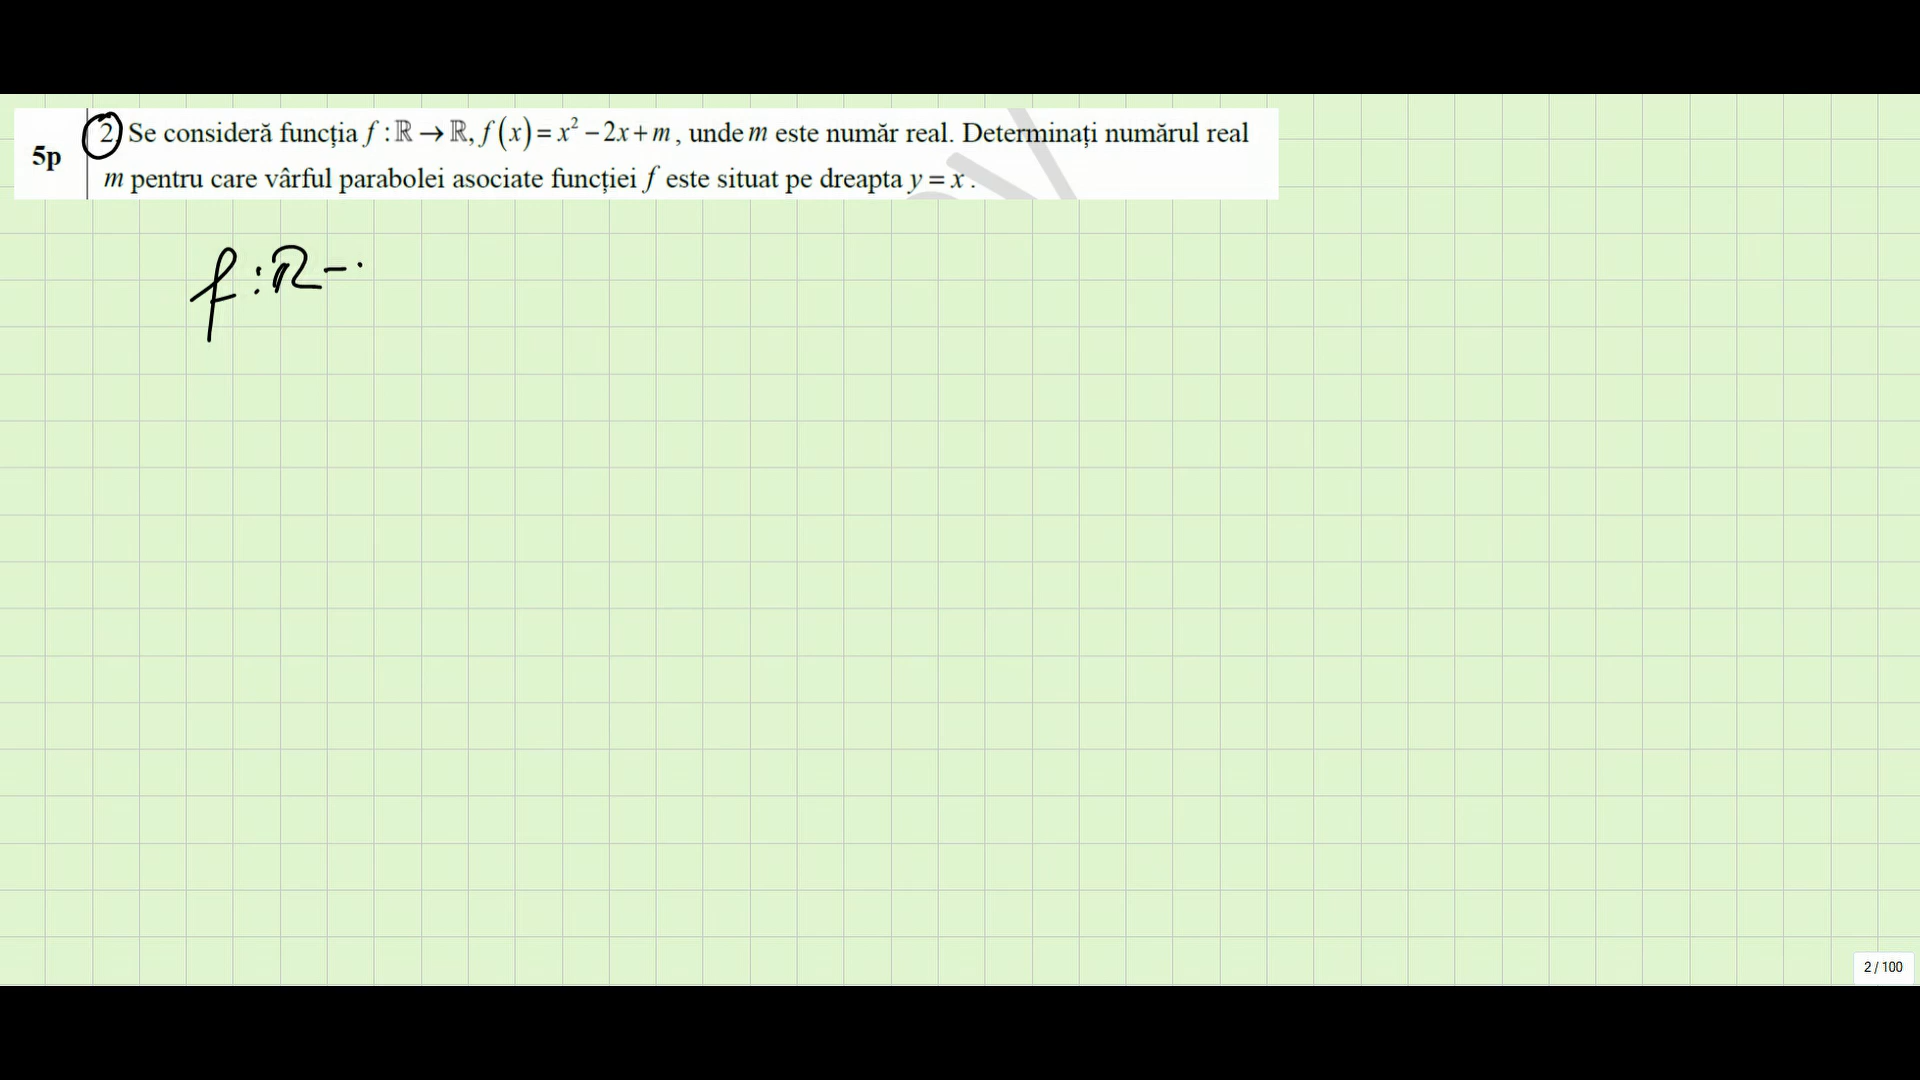 5p
2. Se consideră funcția f : ℝ → ℝ, f(x) = x² − 2x + m, unde m este număr real. Determinați numărul real
m pentru care vârful parabolei asociate funcției f este situat pe dreapta y = x.
f : ℝ –
2 / 100